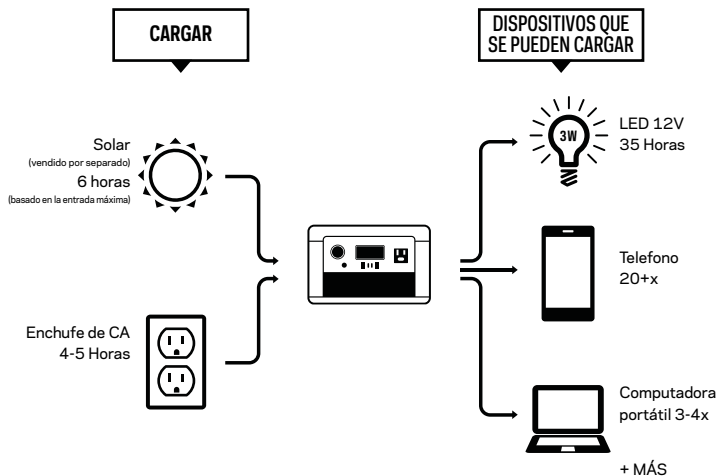 CARGAR
DISPOSITIVOS QUE
SE PUEDEN CARGAR
Solar
(vendido por separado)
6 horas
(basado en la entrada máxima)
Enchufe de CA
4-5 Horas
3W
LED 12V
35 Horas
Telefono
20+x
Computadora
portátil 3-4x
+ MÁS